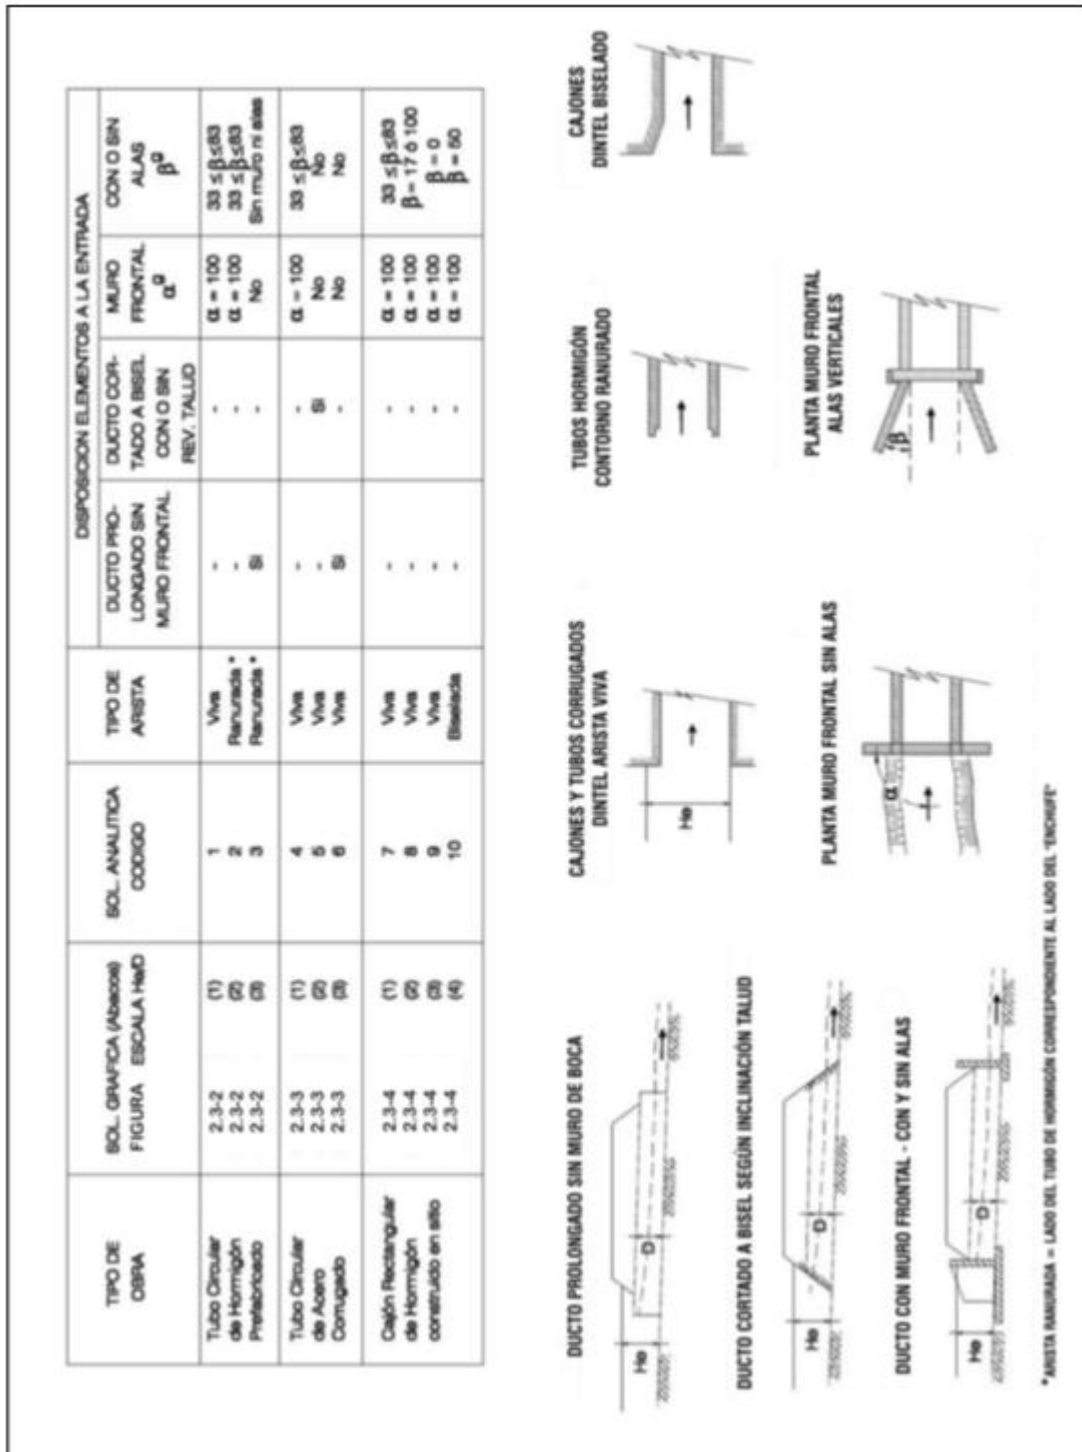 DISPOSICION ELEMENTOS A LA ENTRADA
TIPO DE OBRA
SOL. GRAFICA (Abacos)
FIGURA ESCALA He/D
SOL. ANALITICA
CODIGO
TIPO DE ARISTA
DUCTO PRO-
LONGADO SIN
MURO FRONTAL
DUCTO COR-
TADO A BISEL
CON O SIN
REV. TALUD
MURO
FRONTAL
αº
CON O SIN
ALAS
βº
Tubo Circular 2.3-2 (1) 1 Viva - - α = 100 33 ≤ β ≤ 83
de Hormigón 2.3-2 (2) 2 Ranurada * - - α = 100 33 ≤ β ≤ 83
Prefabricado 2.3-2 (3) 3 Ranurada * Si - No Sin muro ni alas
Tubo Circular 2.3-3 (1) 4 Viva - - α = 100 33 ≤ β ≤ 83
de Acero 2.3-3 (2) 5 Viva - Si No No
Corrugado 2.3-3 (3) 6 Viva Si - No No
Cajón Rectangular 2.3-4 (1) 7 Viva - - α = 100 33 ≤ β ≤ 83
de Hormigón 2.3-4 (2) 8 Viva - - α = 100 β = 17 ó 100
construido en sitio 2.3-4 (3) 9 Viva - - α = 100 β = 0
2.3-4 (4) 10 Biselada - - α = 100 β = 50
DUCTO PROLONGADO SIN MURO DE BOCA
He
D
CAJONES Y TUBOS CORRUGADOS
DINTEL ARISTA VIVA
He
TUBOS HORMIGÓN
CONTORNO RANURADO
CAJONES
DINTEL BISELADO
DUCTO CORTADO A BISEL SEGÚN INCLINACIÓN TALUD
He
D
PLANTA MURO FRONTAL SIN ALAS
α
PLANTA MURO FRONTAL
ALAS VERTICALES
β
DUCTO CON MURO FRONTAL - CON Y SIN ALAS
He
D
*ARISTA RANURADA = LADO DEL TUBO DE HORMIGÓN CORRESPONDIENTE AL LADO DEL "ENCHUFE"